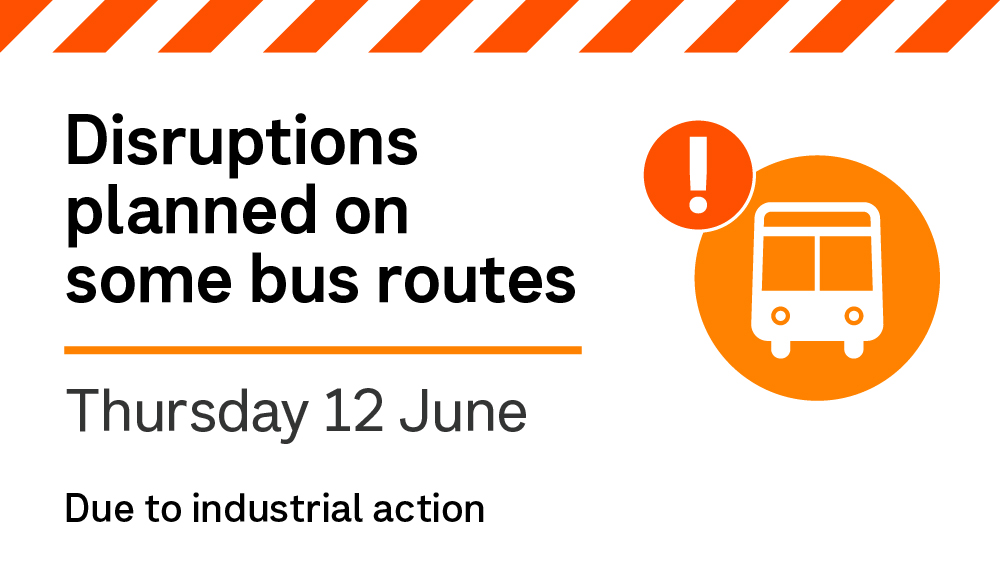 Disruptions
planned on
some bus routes
Thursday 12 June
Due to industrial action